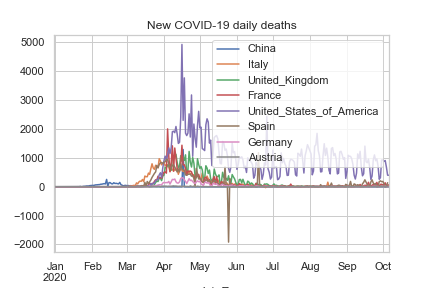 New COVID-19 daily deaths
5000
4000
3000
2000
1000
0
−1000
−2000
China
Italy
United_Kingdom
France
United_States_of_America
Spain
Germany
Austria
Jan Feb Mar Apr May Jun Jul Aug Sep Oct
2020